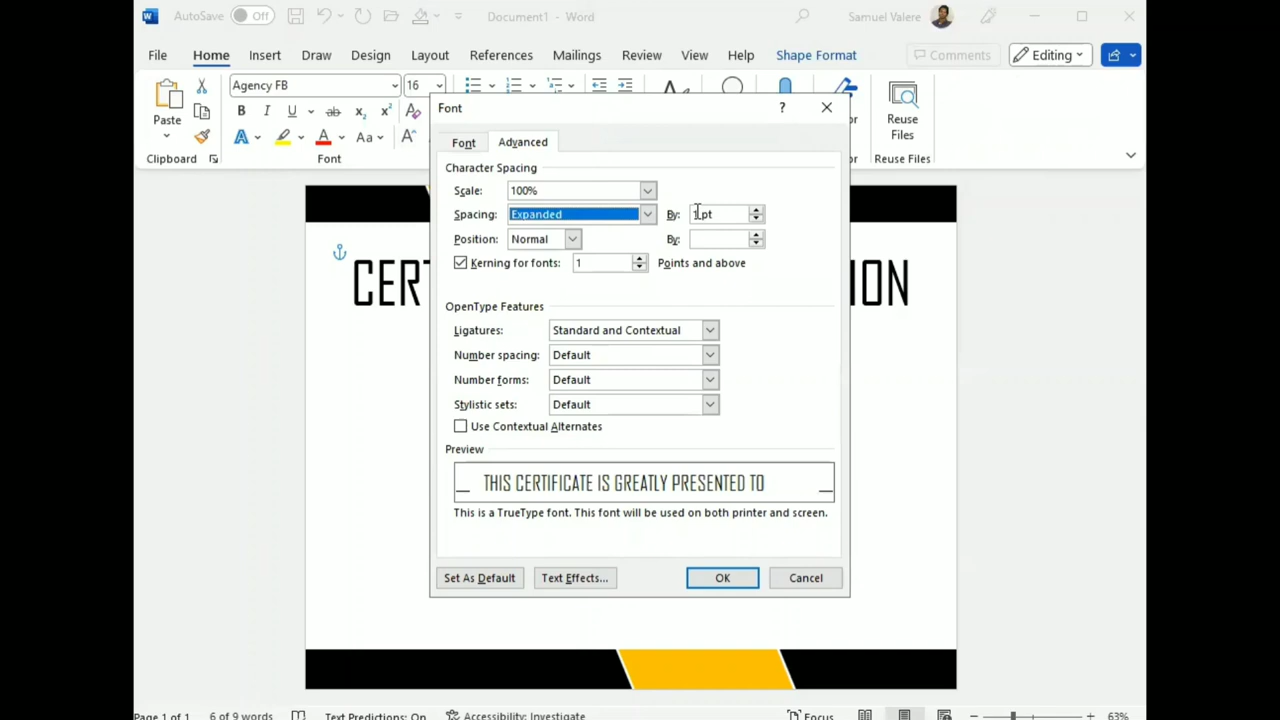 AutoSave Off Document1 - Word Samuel Valere
File Home Insert Draw Design Layout References Mailings Review View Help Shape Format Comments Editing
Agency FB 16
Paste
B I U ab x₂ x² A
A A Aa A
Reuse
Files
Clipboard Font Reuse Files
Font ? ×
Font Advanced
Character Spacing
Scale: 100%
Spacing: Expanded By: 1 pt
Position: Normal By:
Kerning for fonts: 1 Points and above
CERT ION
OpenType Features
Ligatures: Standard and Contextual
Number spacing: Default
Number forms: Default
Stylistic sets: Default
Use Contextual Alternates
Preview
THIS CERTIFICATE IS GREATLY PRESENTED TO
This is a TrueType font. This font will be used on both printer and screen.
Set As Default Text Effects... OK Cancel
Page 1 of 1 6 of 9 words Text Predictions: On Accessibility: Investigate Focus 63%